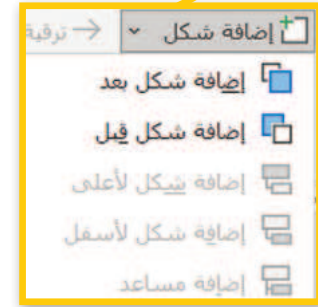 إضافة شكل ترقية
إضافة شكل بعد
إضافة شكل قبل
إضافة شكل لأعلى
إضافة شكل لأسفل
إضافة مساعد